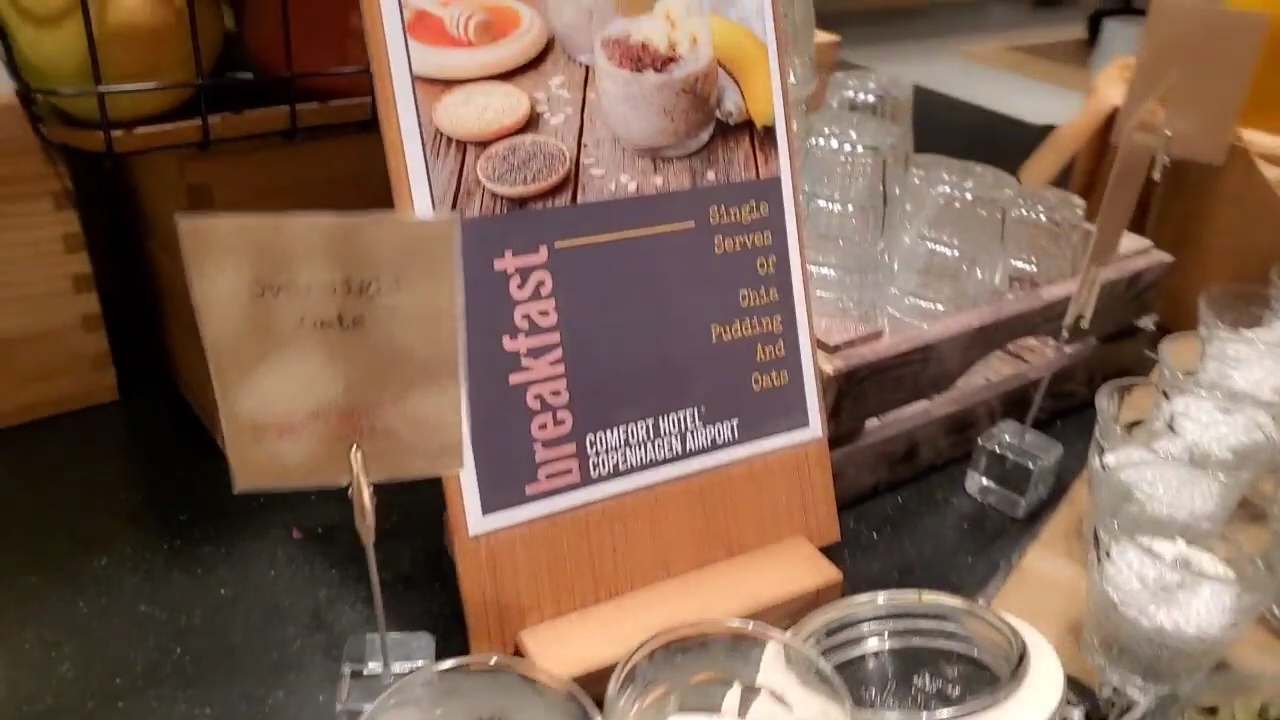 breakfast
Single
Serves
Of
Chia
Pudding
And
Oats
COMFORT HOTEL
COPENHAGEN AIRPORT